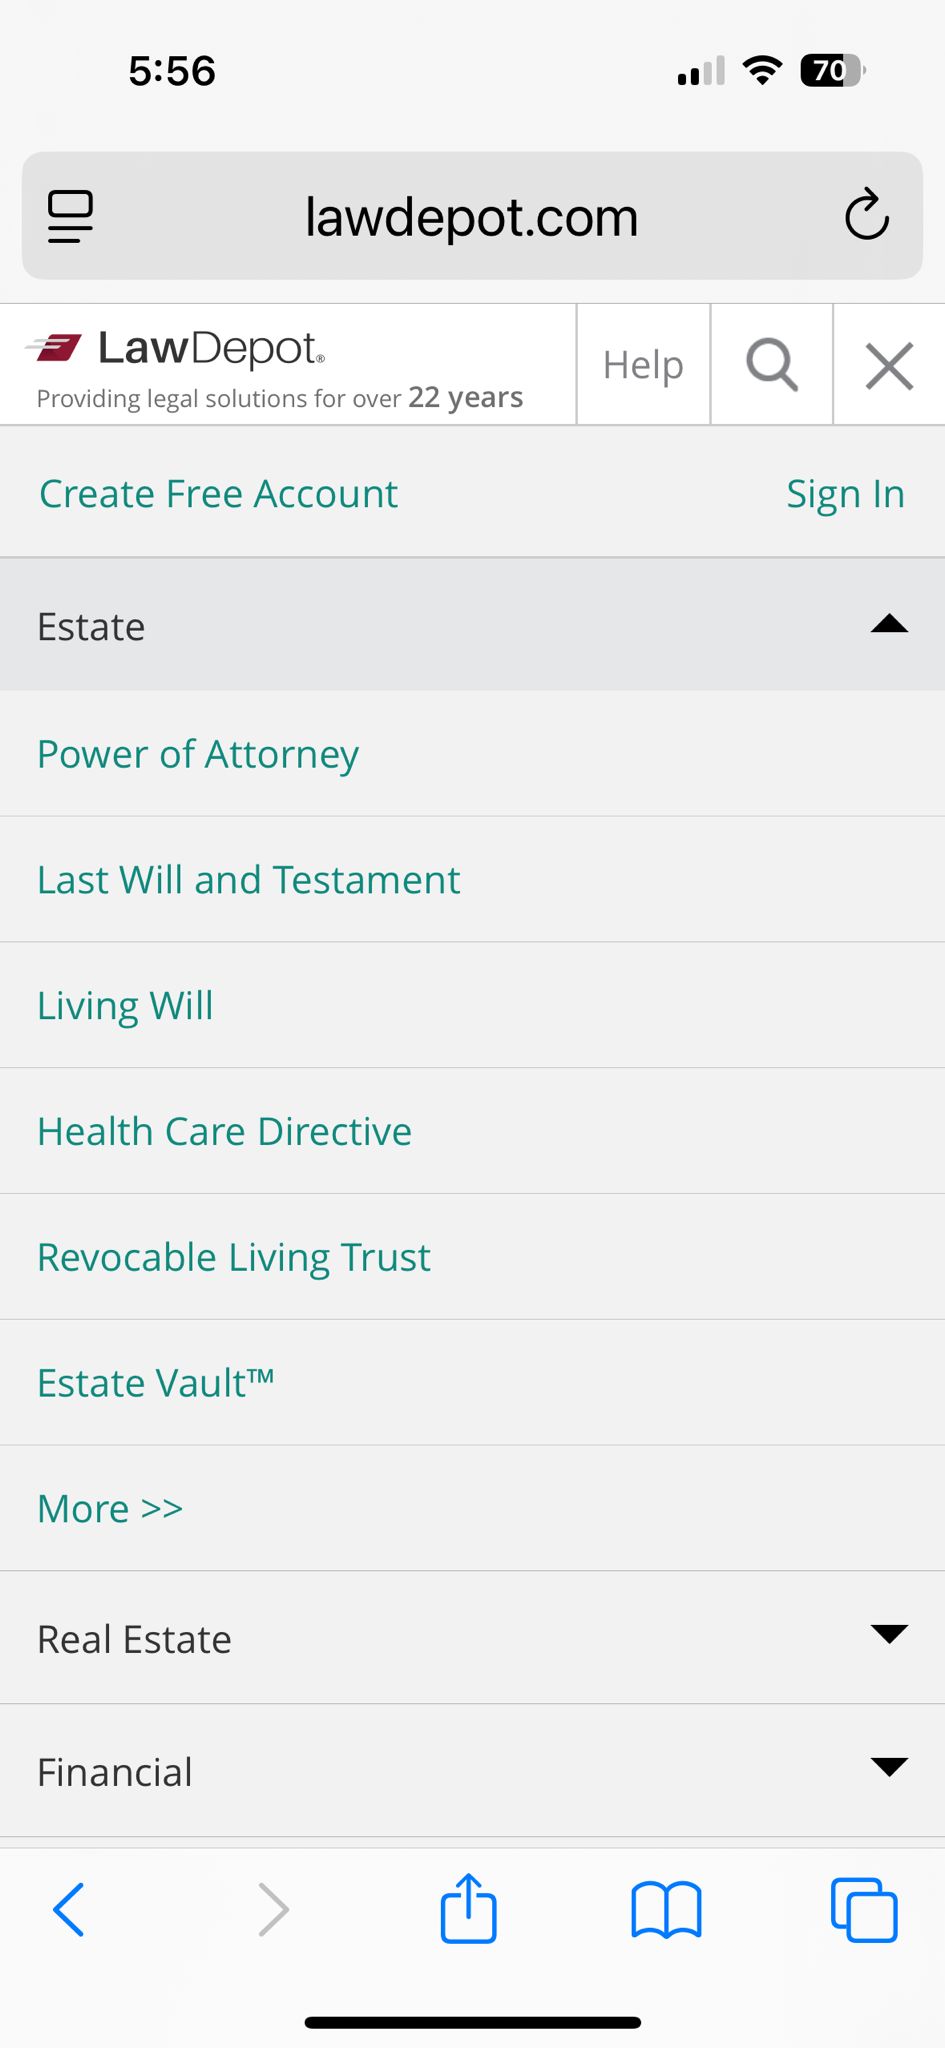 5:56
70
lawdepot.com
LawDepot®
Providing legal solutions for over 22 years
Help
Create Free Account
Sign In
Estate
Power of Attorney
Last Will and Testament
Living Will
Health Care Directive
Revocable Living Trust
Estate Vault™
More >>
Real Estate
Financial